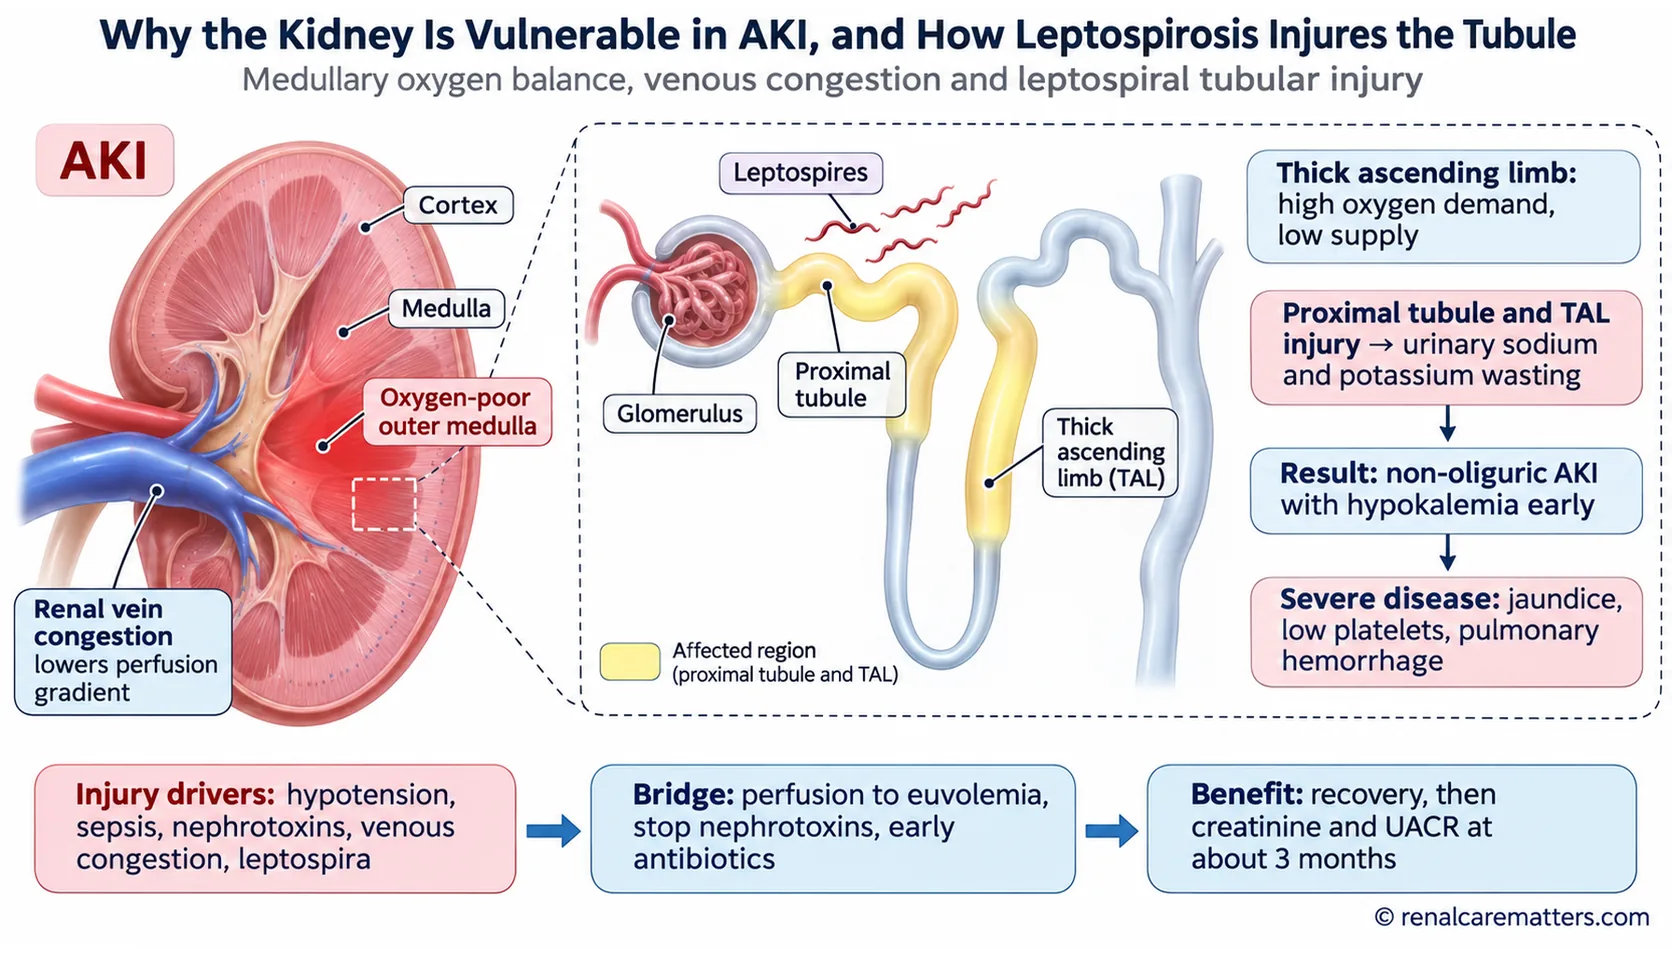 Why the Kidney Is Vulnerable in AKI, and How Leptospirosis Injures the Tubule
Medullary oxygen balance, venous congestion and leptospiral tubular injury
AKI
Cortex
Medulla
Oxygen-poor
outer medulla
Renal vein
congestion
lowers perfusion
gradient
Leptospires
Glomerulus
Proximal
tubule
Thick
ascending
limb (TAL)
Affected region
(proximal tubule and TAL)
Thick ascending limb:
high oxygen demand,
low supply
Proximal tubule and TAL
injury → urinary sodium
and potassium wasting
Result: non-oliguric AKI
with hypokalemia early
Severe disease: jaundice,
low platelets, pulmonary
hemorrhage
Injury drivers: hypotension,
sepsis, nephrotoxins, venous
congestion, leptospira
Bridge: perfusion to euvolemia,
stop nephrotoxins, early
antibiotics
Benefit: recovery, then
creatinine and UACR at
about 3 months
© renalcarematters.com